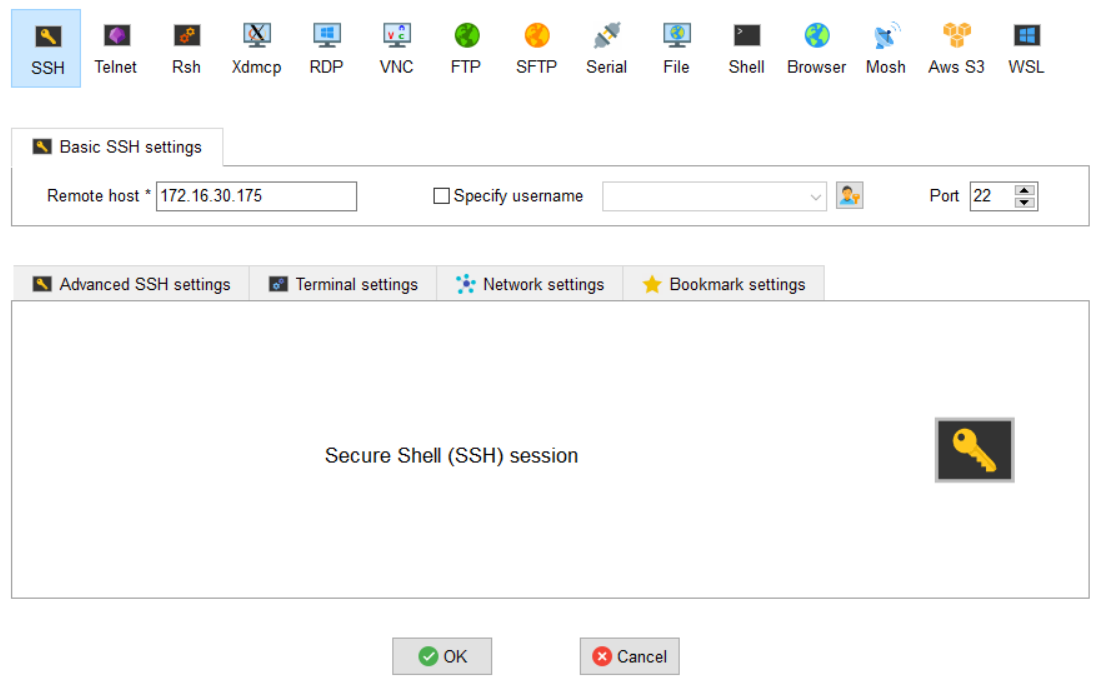 SSH Telnet Rsh Xdmcp RDP VNC FTP SFTP Serial File Shell Browser Mosh Aws S3 WSL
Basic SSH settings
Remote host * 172.16.30.175 Specify username Port 22
Advanced SSH settings Terminal settings Network settings Bookmark settings
Secure Shell (SSH) session
OK Cancel